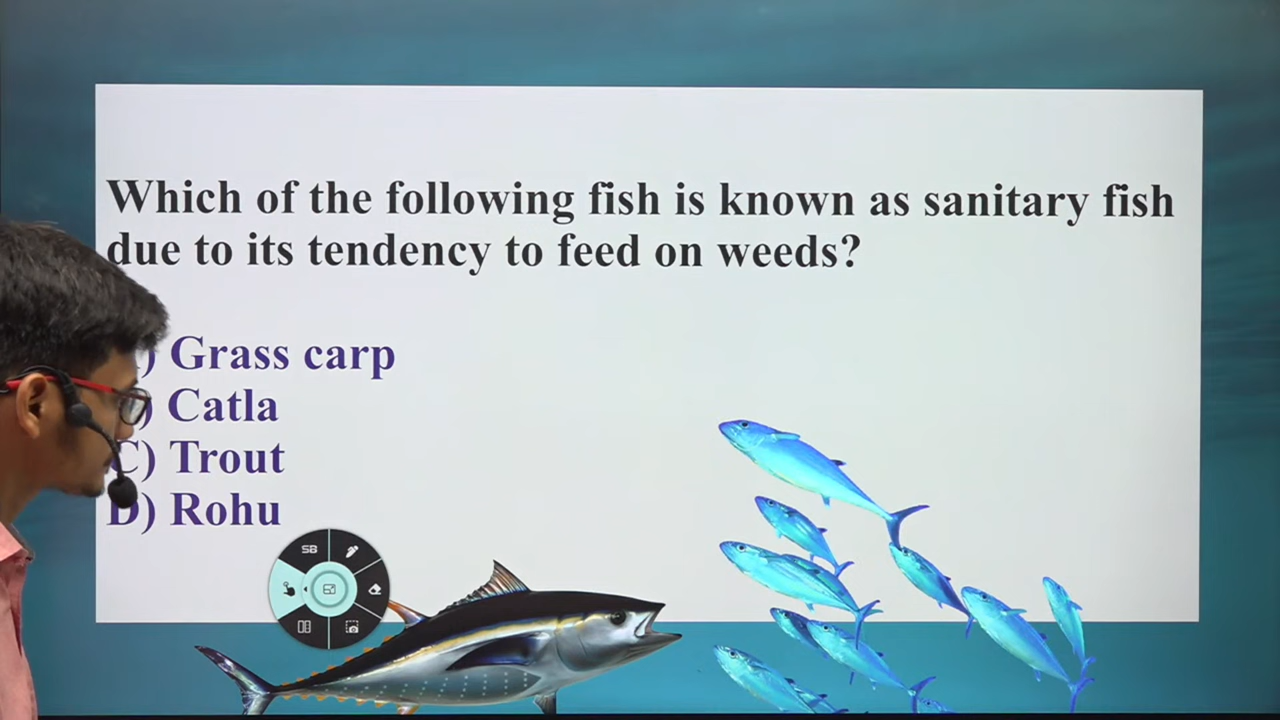 Which of the following fish is known as sanitary fish
due to its tendency to feed on weeds?
) Grass carp
) Catla
C) Trout
D) Rohu
SB